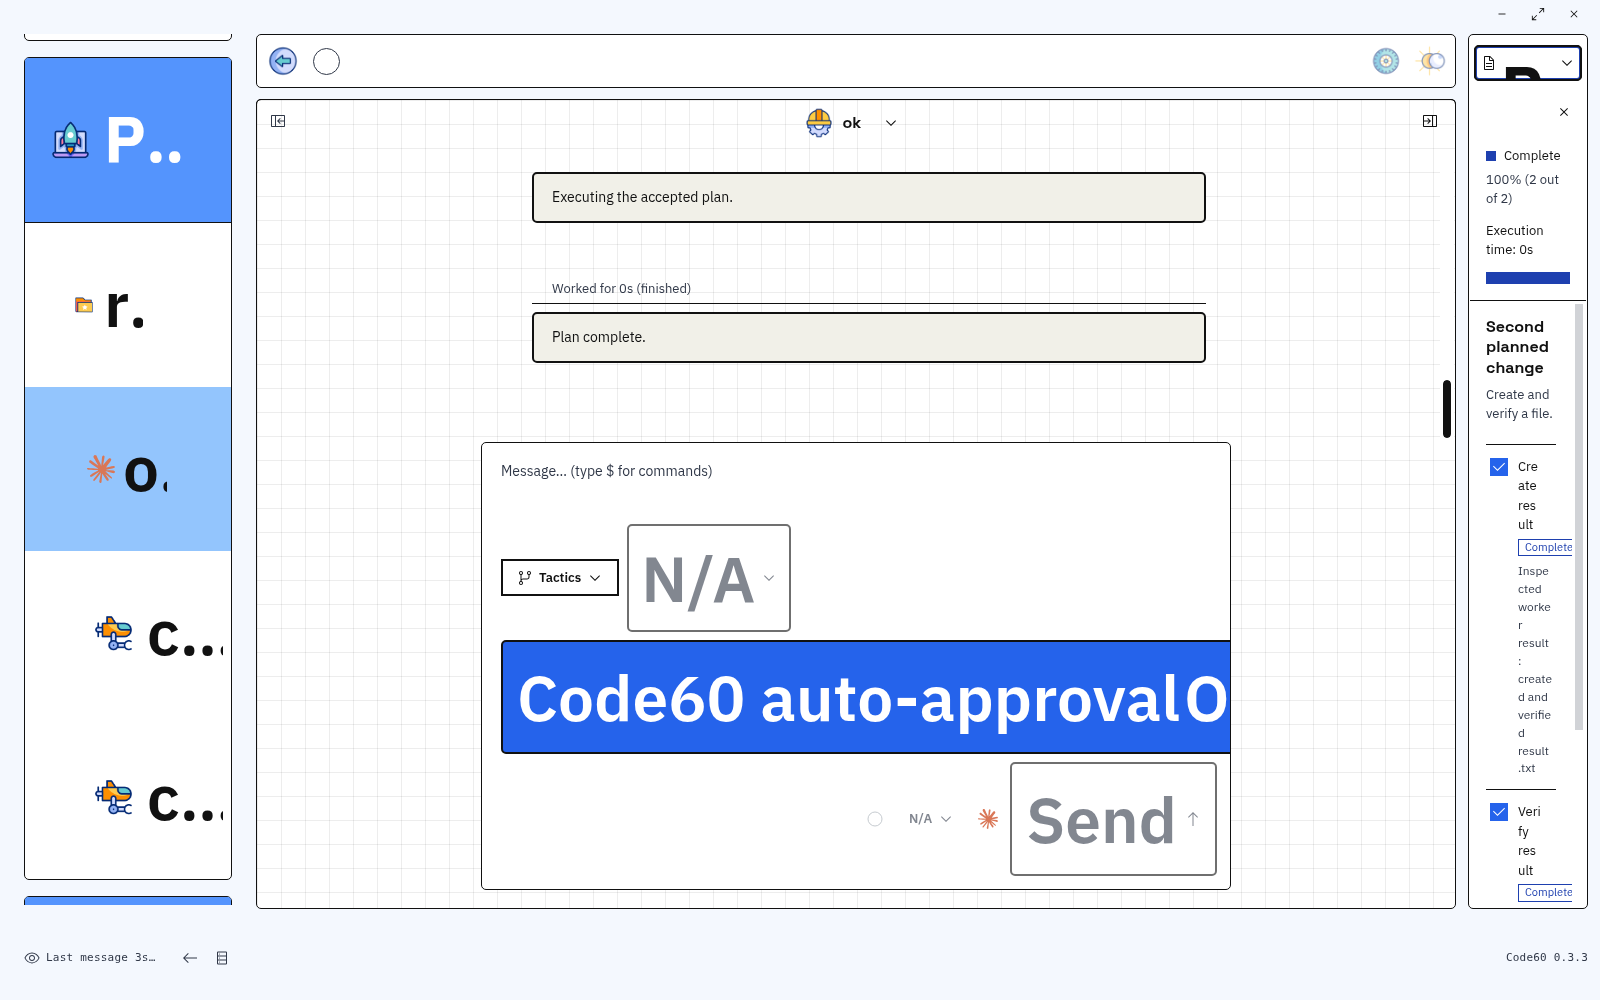 P..
r.
o.
c...
c...
ok
Executing the accepted plan.
Worked for 0s (finished)
Plan complete.
Message... (type $ for commands)
Tactics
N/A
Code60 auto-approval
N/A
Send
Complete
100% (2 out
of 2)
Execution
time: 0s
Second
planned
change
Create and
verify a file.
Cre
ate
res
ult
Complete
Inspe
cted
worke
r
result
:
create
d and
verifie
d
result
.txt
Veri
fy
res
ult
Complete
Last message 3s…
Code60 0.3.3